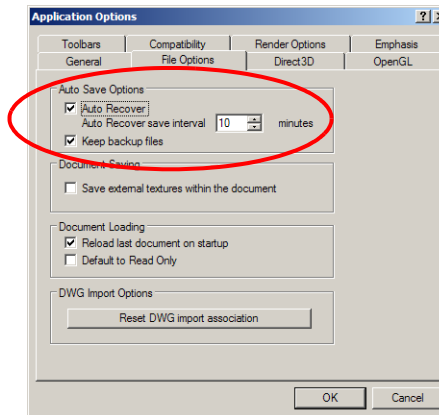 Application Options
? x
Toolbars Compatibility Render Options Emphasis
General File Options Direct3D OpenGL
Auto Save Options
Auto Recover
Auto Recover save interval 10 minutes
Keep backup files
Document Saving
Save external textures within the document
Document Loading
Reload last document on startup
Default to Read Only
DWG Import Options
Reset DWG import association
OK Cancel